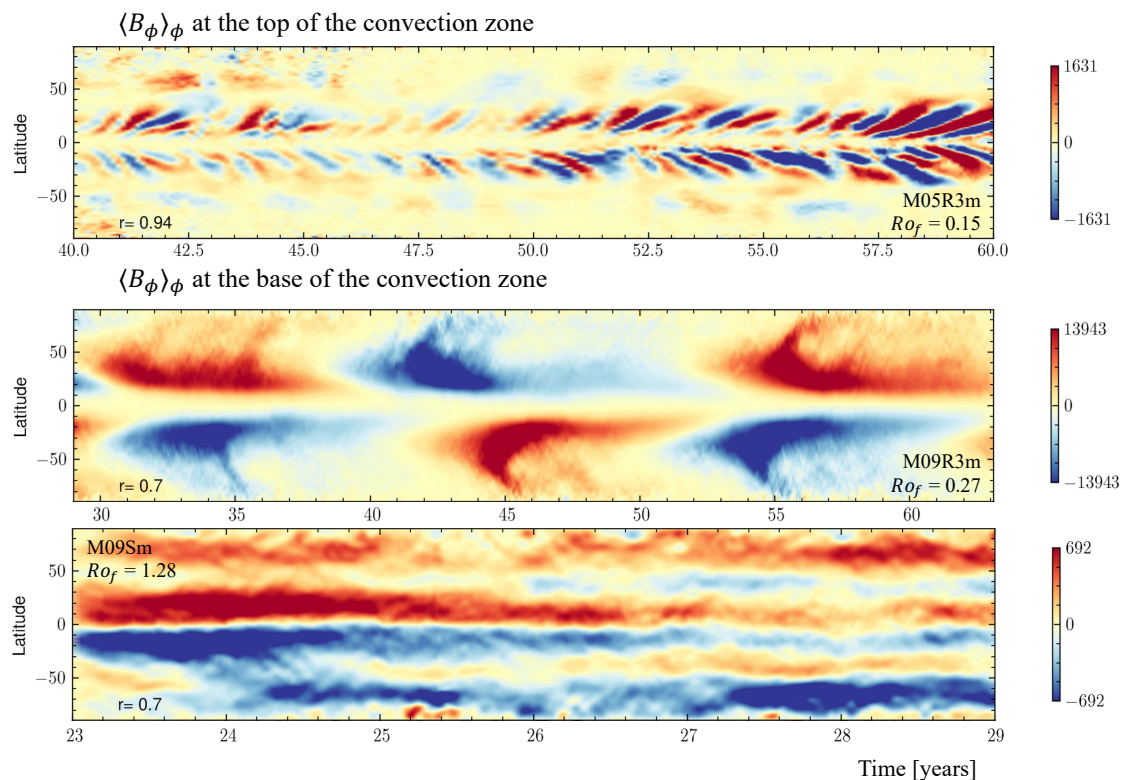 ⟨B_ϕ⟩_ϕ at the top of the convection zone
1631
0
−1631
50
0
−50
Latitude
r= 0.94
M05R3m
Ro_f = 0.15
40.0 42.5 45.0 47.5 50.0 52.5 55.0 57.5 60.0
⟨B_ϕ⟩_ϕ at the base of the convection zone
13943
0
−13943
50
0
−50
Latitude
r= 0.7
M09R3m
Ro_f = 0.27
30 35 40 45 50 55 60
M09Sm
Ro_f = 1.28
692
0
−692
50
0
−50
Latitude
r= 0.7
23 24 25 26 27 28 29
Time [years]